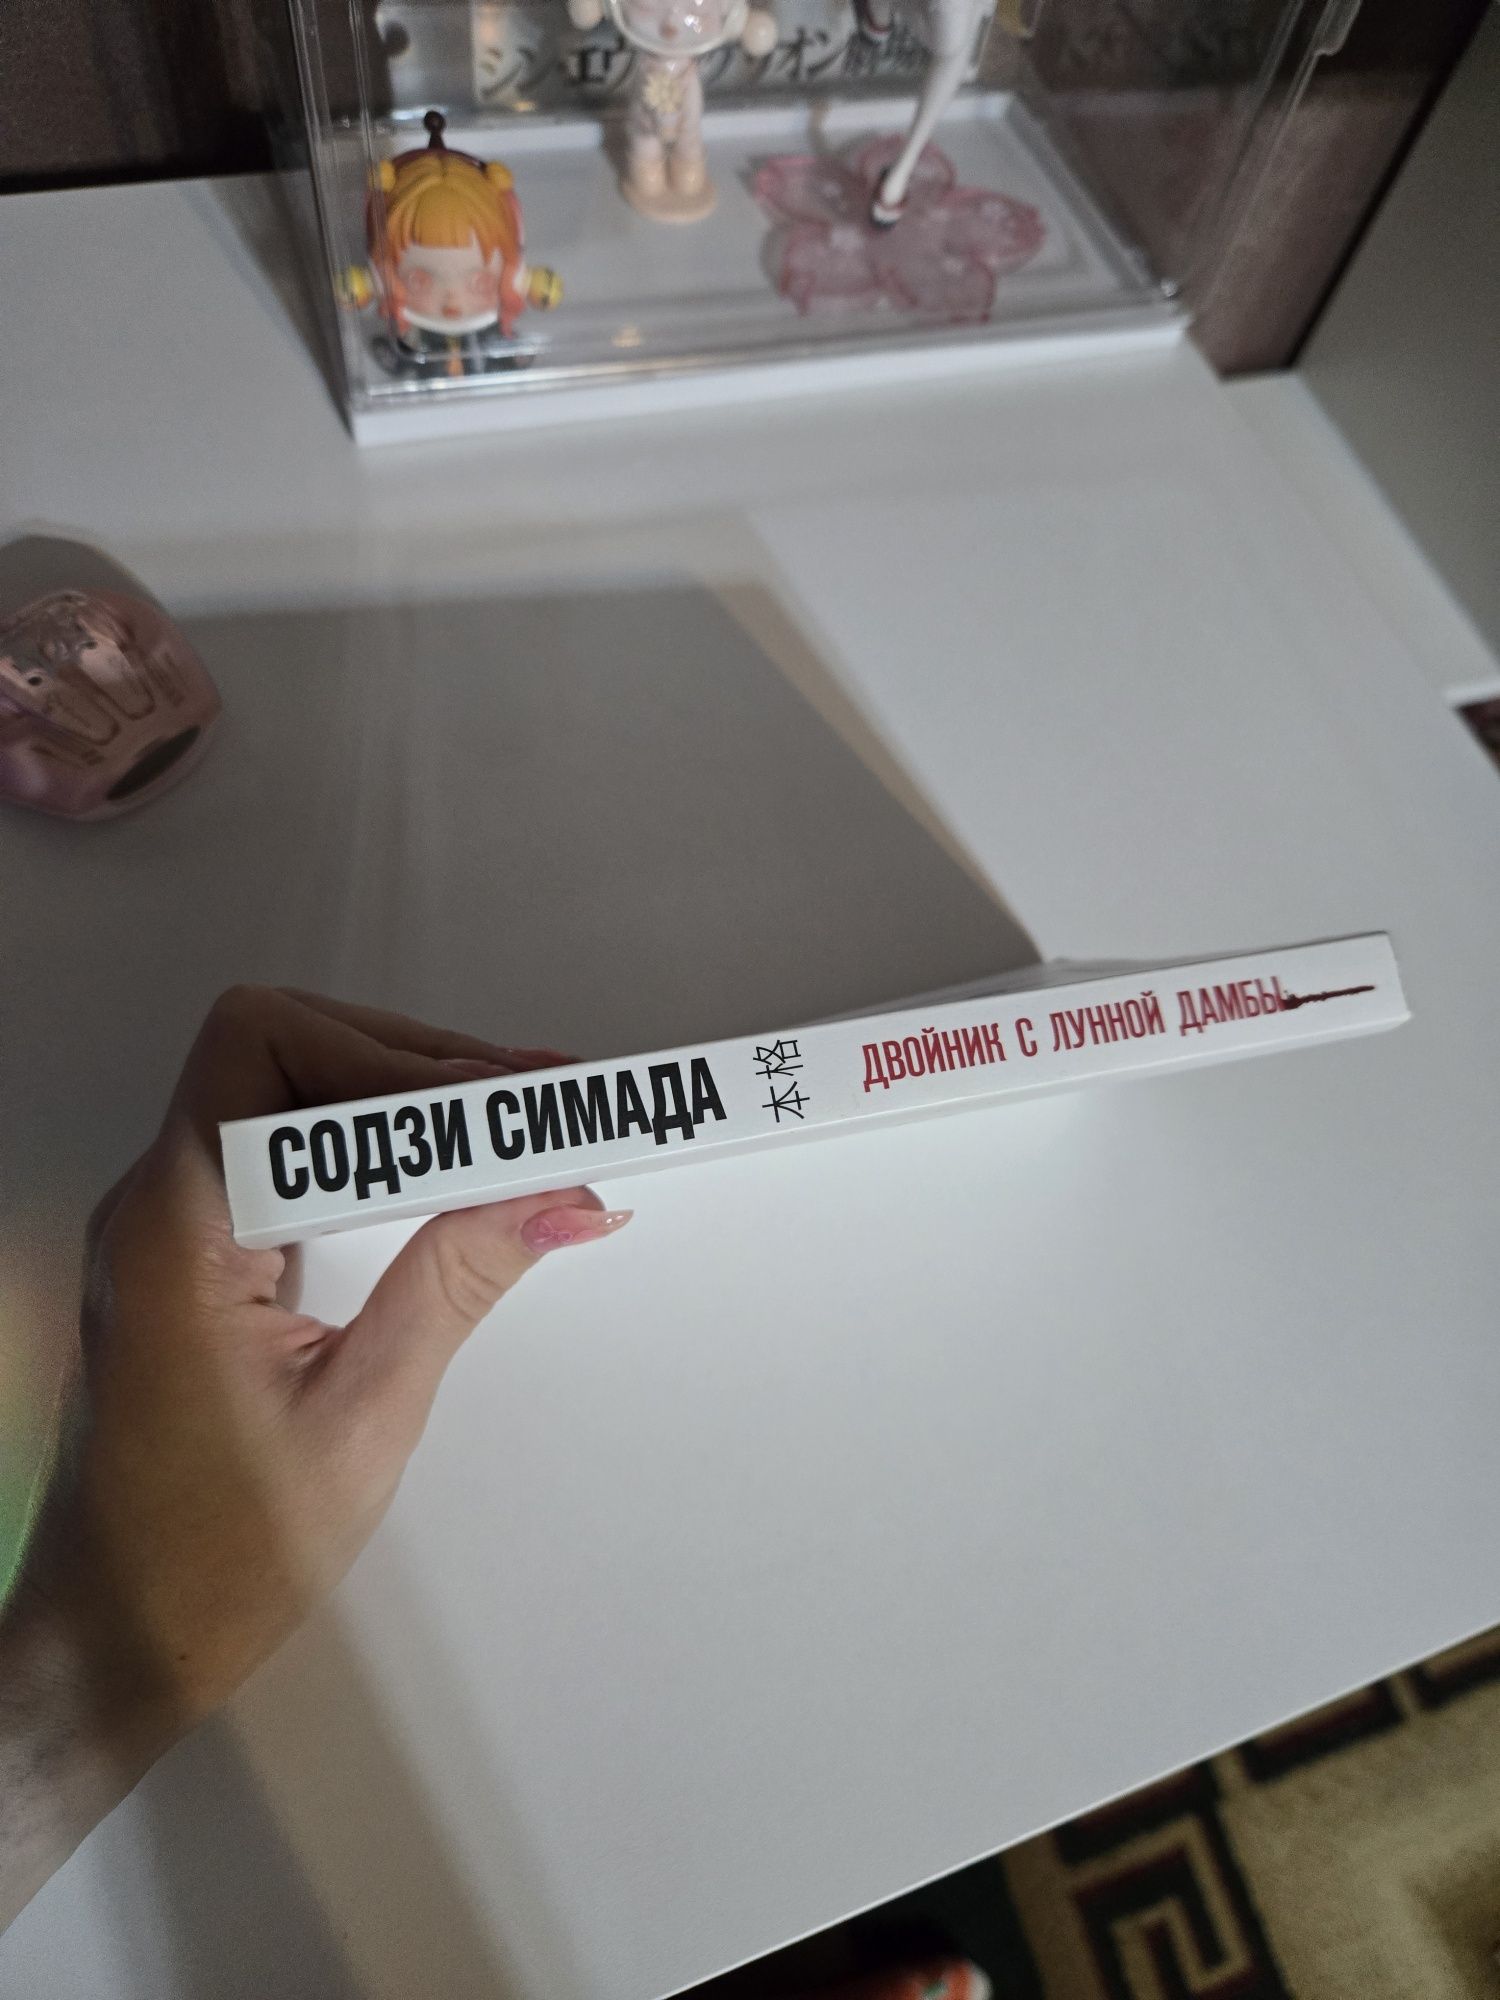 СОДЗИ СИМАДА 本格 ДВОЙНИК С ЛУННОЙ ДАМБЫ